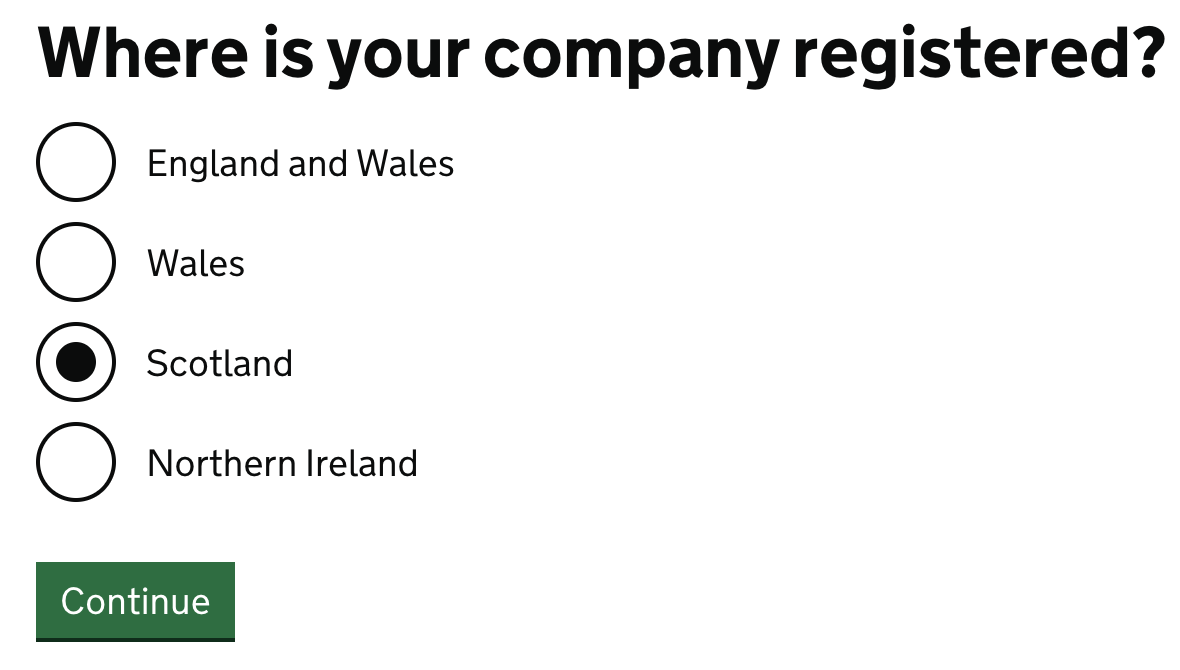 Where is your company registered?
England and Wales
Wales
Scotland
Northern Ireland
Continue